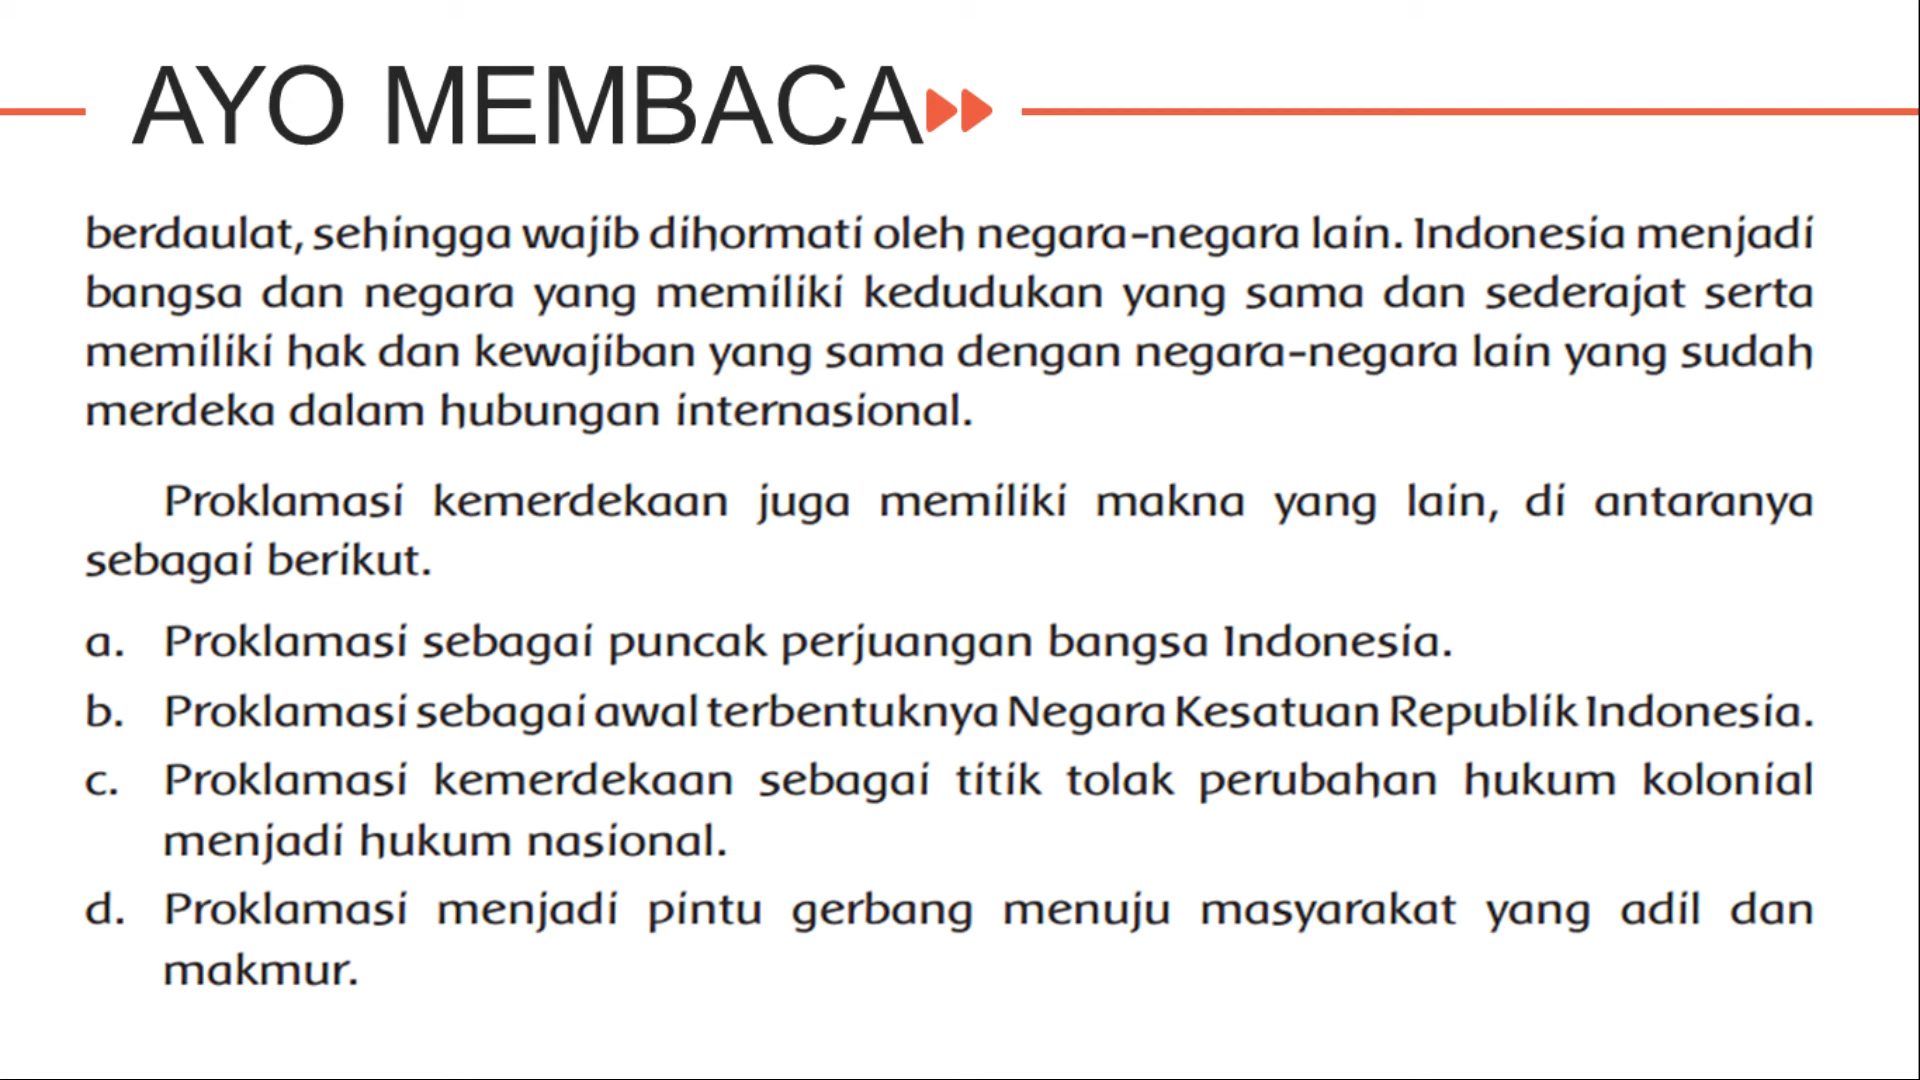 AYO MEMBACA
berdaulat, sehingga wajib dihormati oleh negara-negara lain. Indonesia menjadi
bangsa dan negara yang memiliki kedudukan yang sama dan sederajat serta
memiliki hak dan kewajiban yang sama dengan negara-negara lain yang sudah
merdeka dalam hubungan internasional.
Proklamasi kemerdekaan juga memiliki makna yang lain, di antaranya
sebagai berikut.
a. Proklamasi sebagai puncak perjuangan bangsa Indonesia.
b. Proklamasi sebagai awal terbentuknya Negara Kesatuan Republik Indonesia.
c. Proklamasi kemerdekaan sebagai titik tolak perubahan hukum kolonial
menjadi hukum nasional.
d. Proklamasi menjadi pintu gerbang menuju masyarakat yang adil dan
makmur.